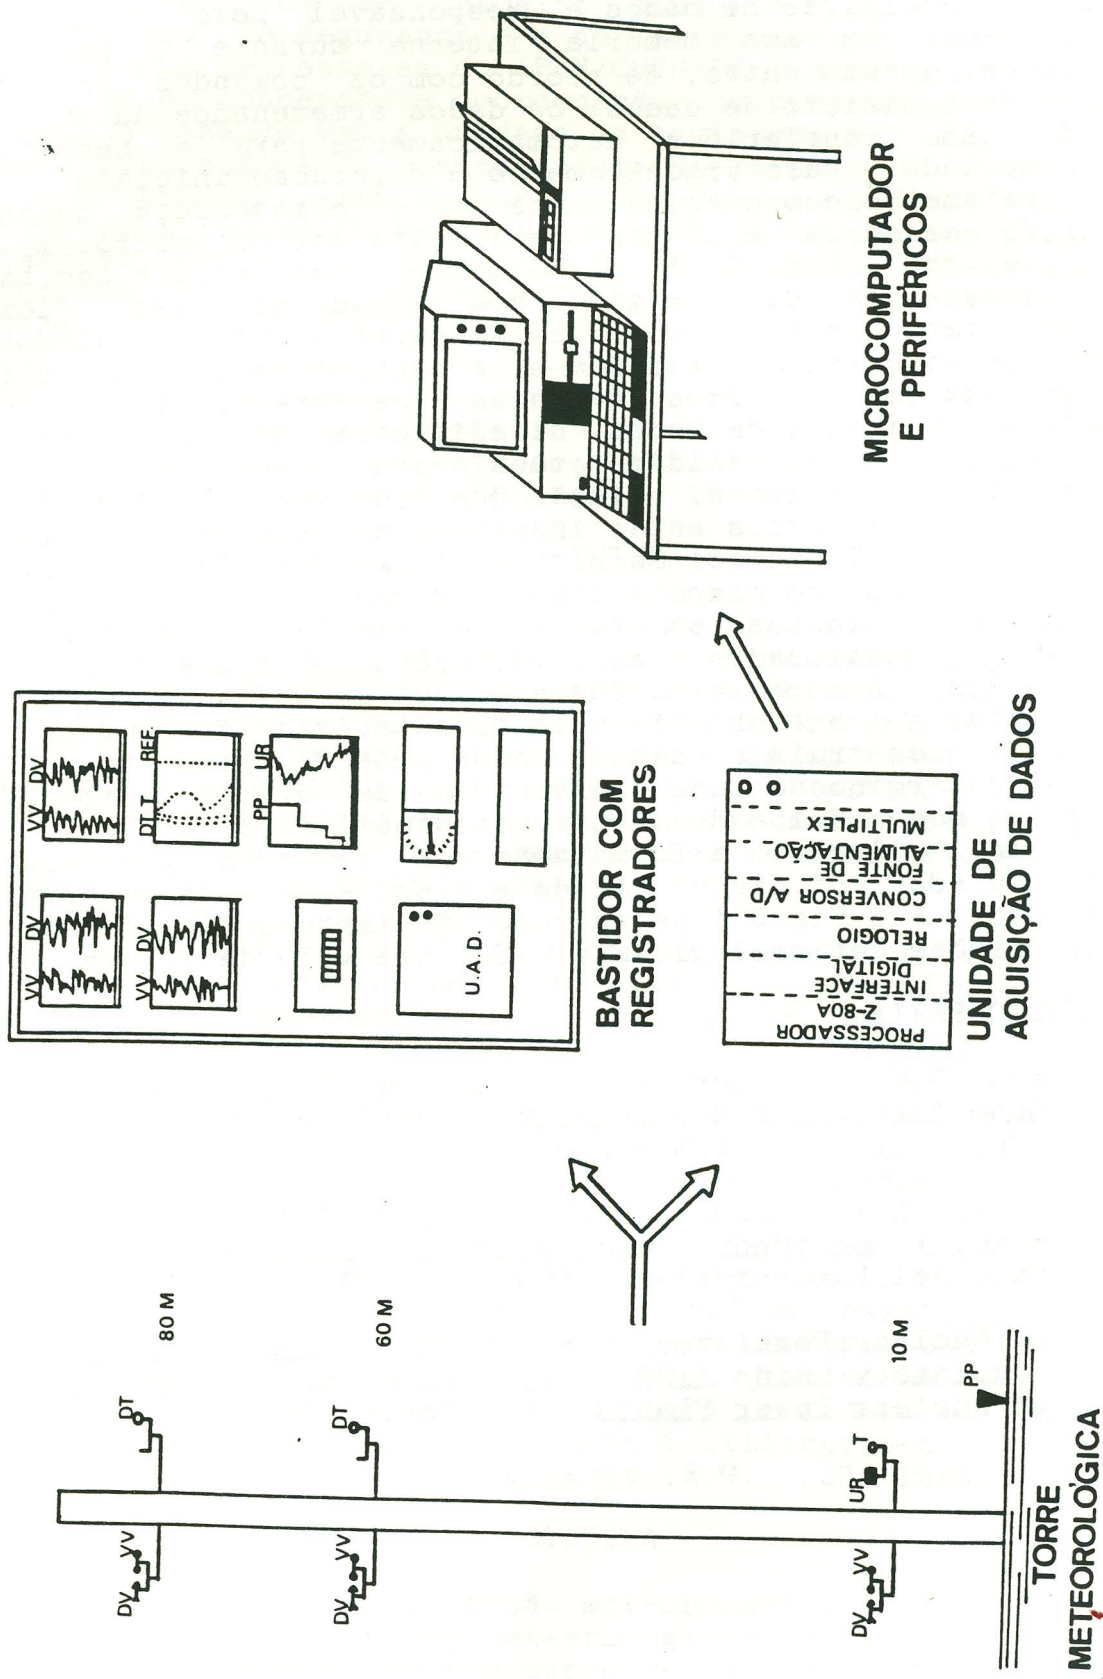 DV VV DT
80 M
DV VV DT
60 M
DV VV UR T
10 M
PP
TORRE
METEOROLÓGICA
VV DV
VV DV
DT T REF.
VV DV
PP UR
U.A.D.
BASTIDOR COM
REGISTRADORES
PROCESSADOR
Z-80A
INTERFACE
DIGITAL
RELOGIO
CONVERSOR A/D
FONTE DE
ALIMENTAÇÃO
MULTIPLEX
UNIDADE DE
AQUISIÇÃO DE DADOS
MICROCOMPUTADOR
E PERIFÉRICOS